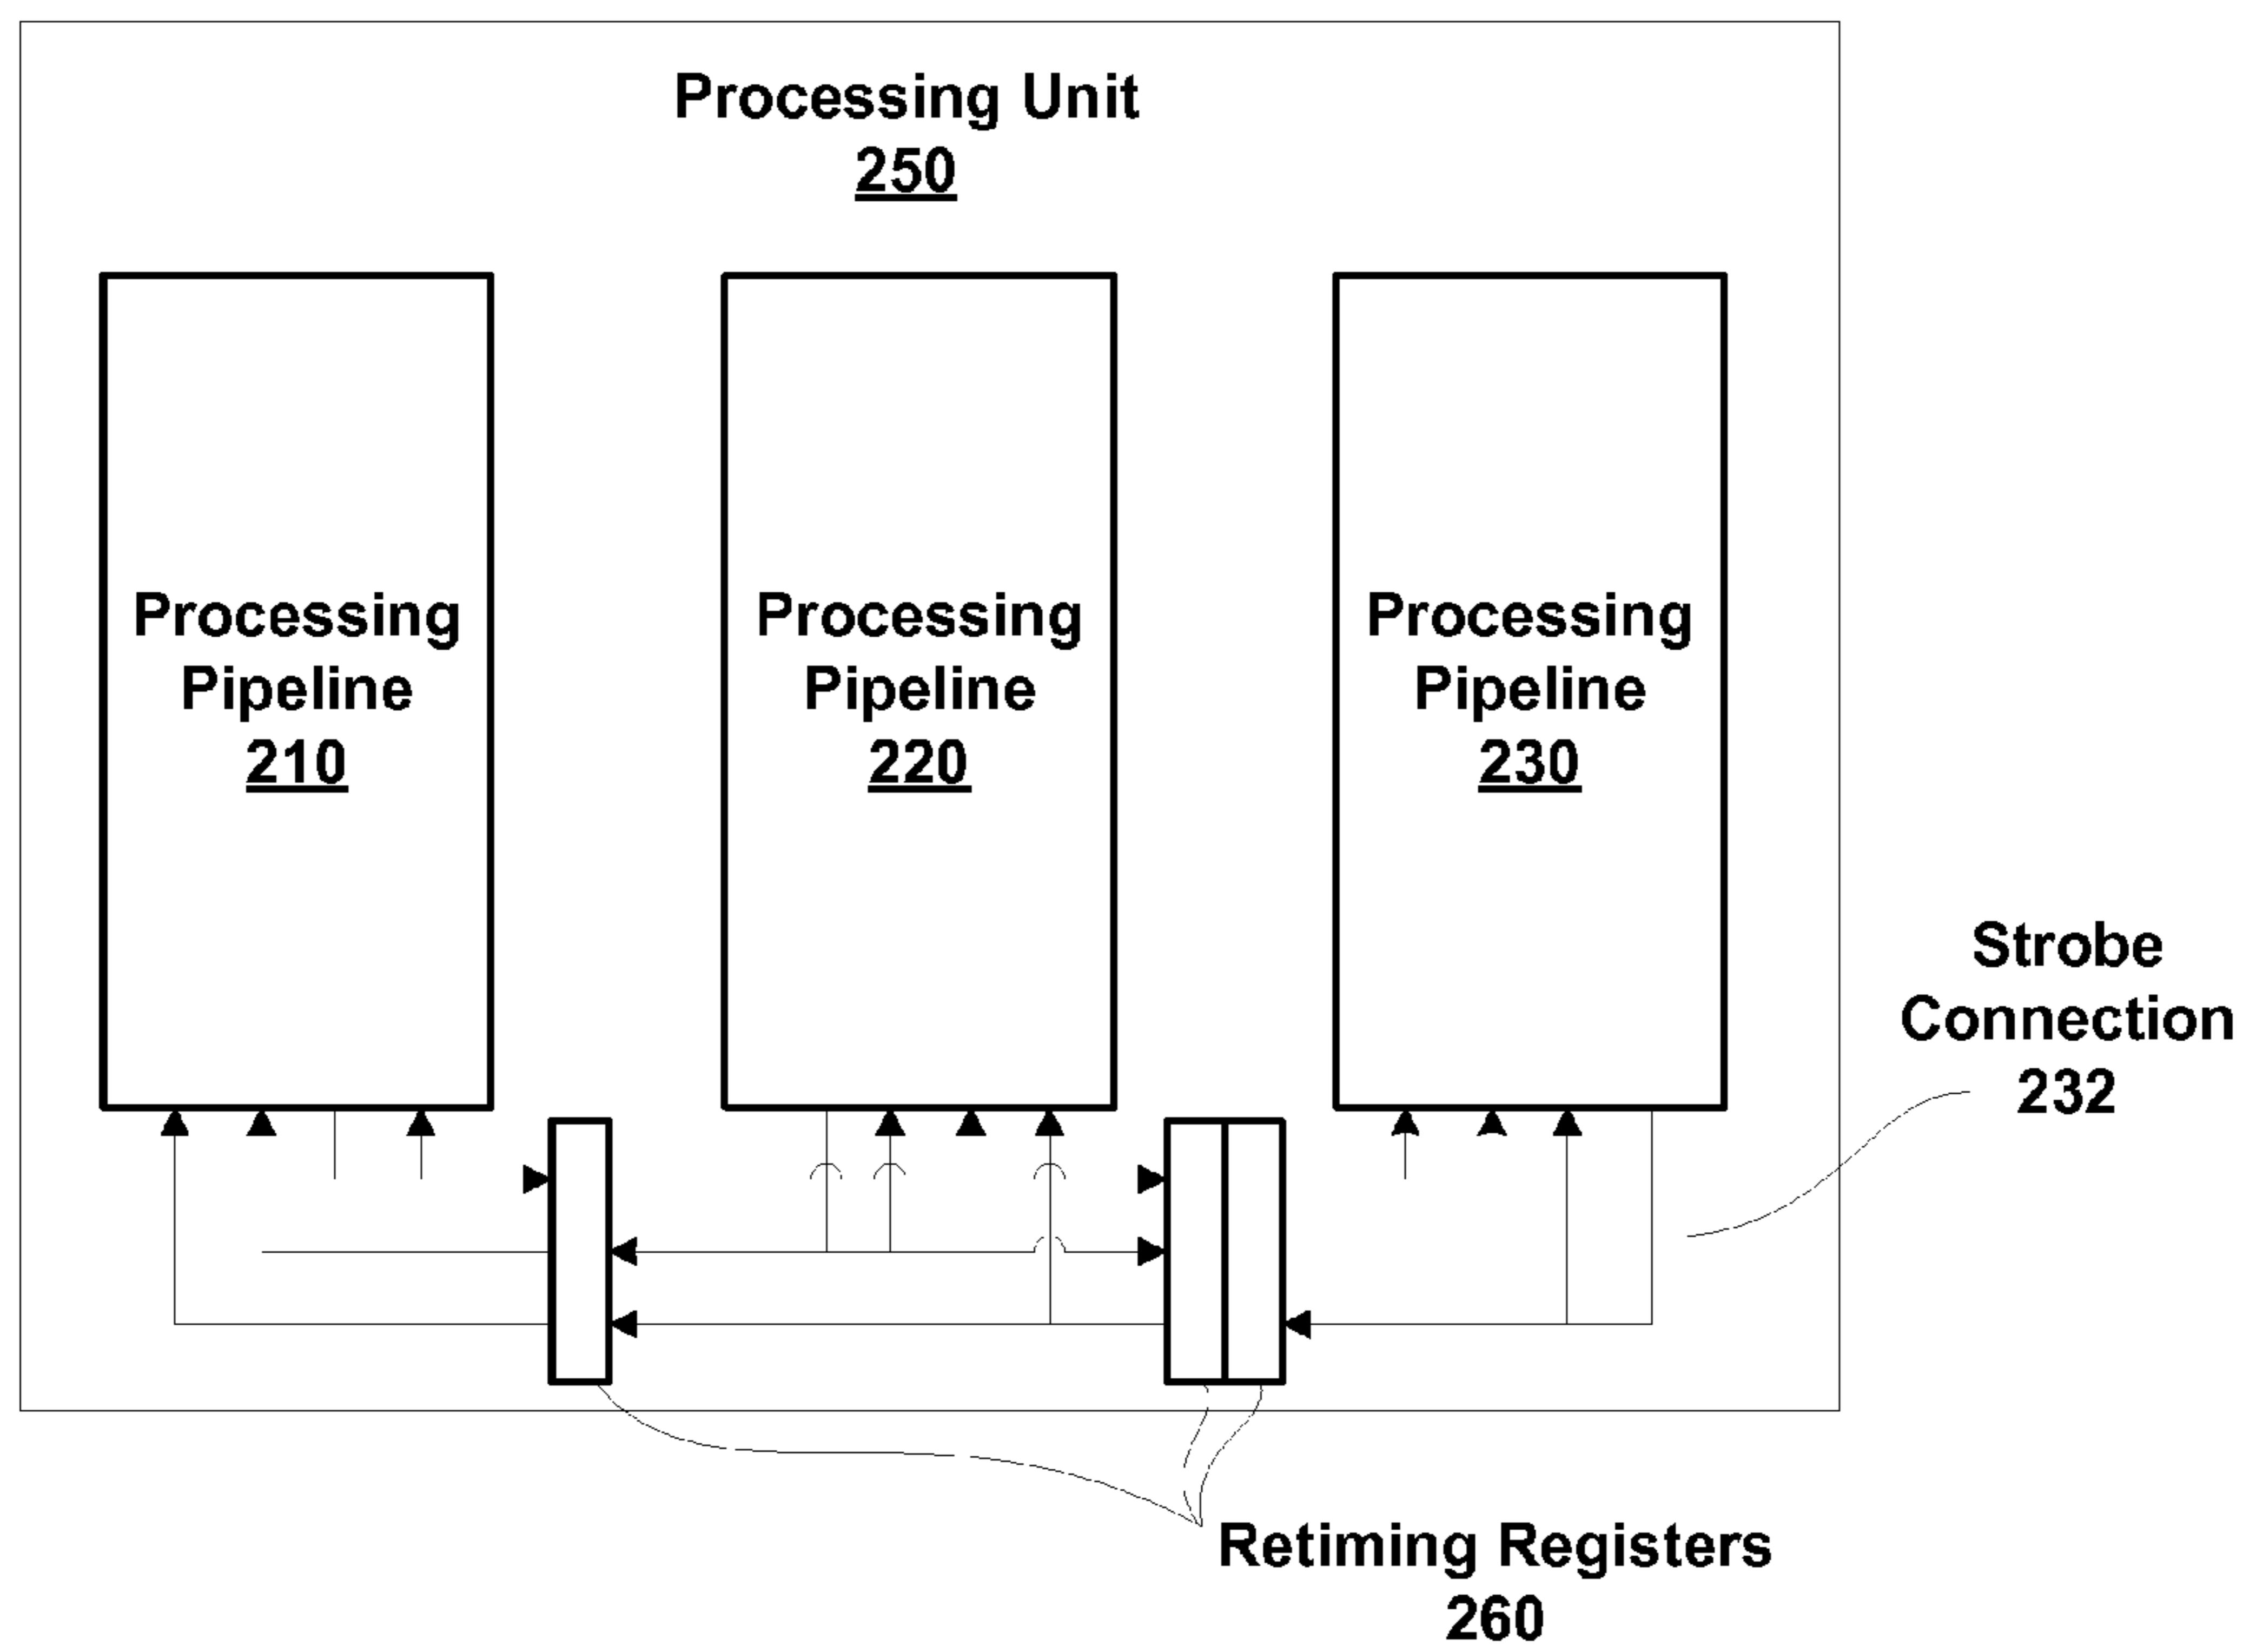 Processing Unit
250
Processing
Pipeline
210
Processing
Pipeline
220
Processing
Pipeline
230
Strobe
Connection
232
Retiming Registers
260